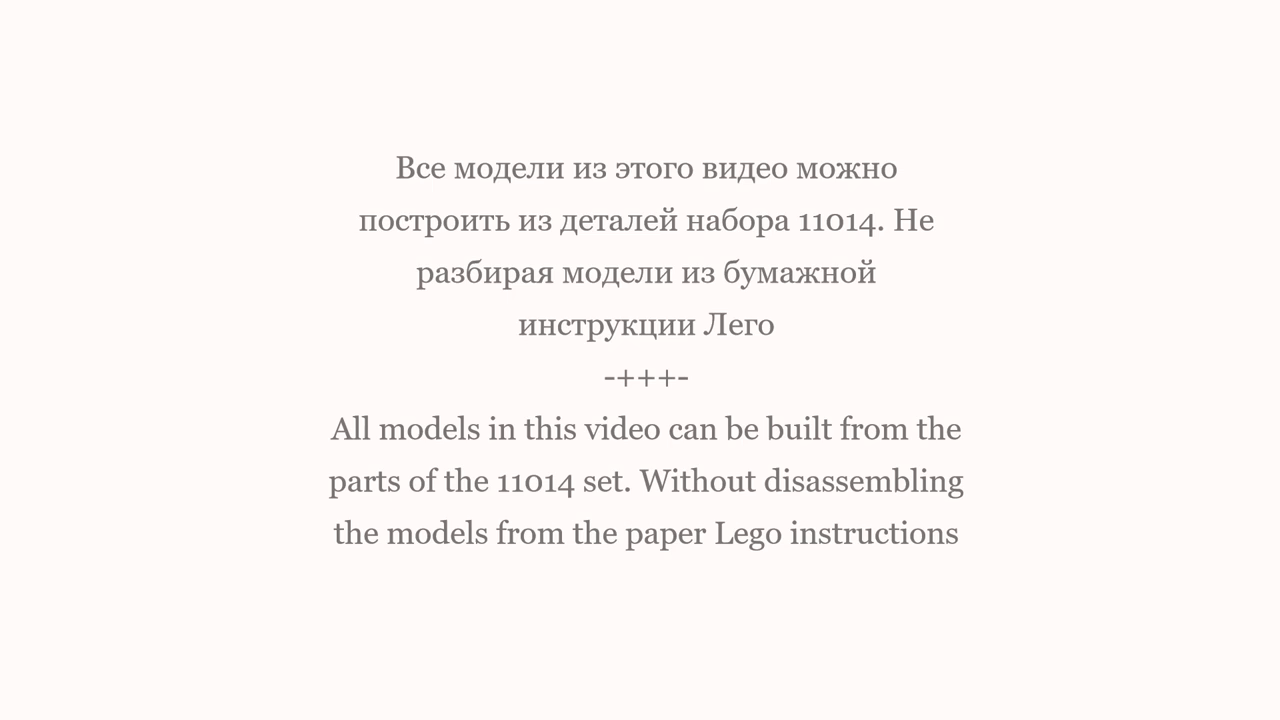 Все модели из этого видео можно
построить из деталей набора 11014. Не
разбирая модели из бумажной
инструкции Лего
-+++-
All models in this video can be built from the
parts of the 11014 set. Without disassembling
the models from the paper Lego instructions